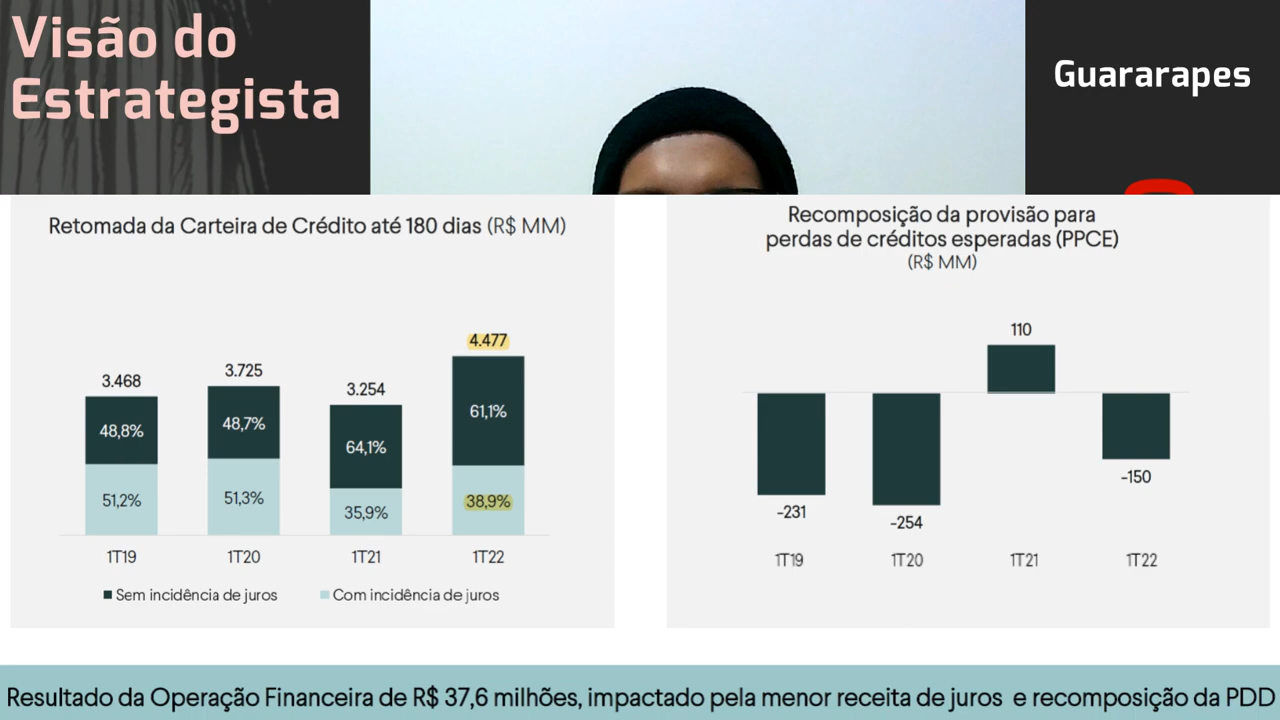 Visão do
Estrategista
Guararapes
Retomada da Carteira de Crédito até 180 dias (R$ MM)
4.477
3.725
3.468
3.254
61,1%
48,7%
48,8%
64,1%
51,3%
51,2%
38,9%
35,9%
1T19
1T20
1T21
1T22
Sem incidência de juros
Com incidência de juros
Recomposição da provisão para
perdas de créditos esperadas (PPCE)
(R$ MM)
110
-150
-231
-254
1T19
1T20
1T21
1T22
Resultado da Operação Financeira de R$ 37,6 milhões, impactado pela menor receita de juros e recomposição da PDD